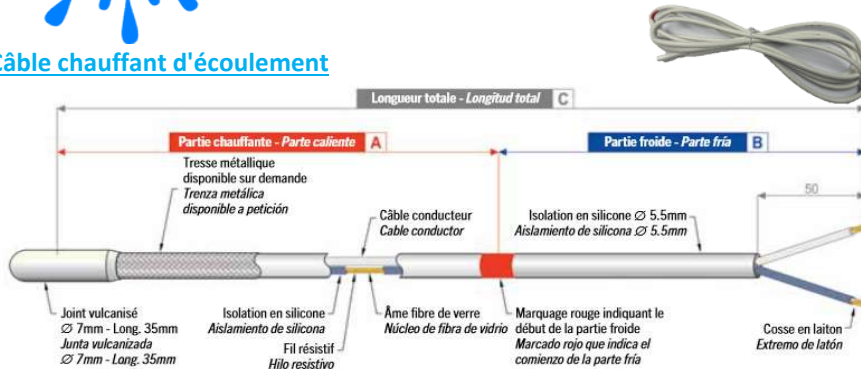 Câble chauffant d'écoulement
Longueur totale - Longitud total C
Partie chauffante - Parte caliente A
Partie froide - Parte fría B
Tresse métallique
disponible sur demande
Trenza metálica
disponible a petición
50
Câble conducteur
Cable conductor
Isolation en silicone Ø 5.5mm
Aislamiento de silicona Ø 5.5mm
Joint vulcanisé
Ø 7mm - Long. 35mm
Junta vulcanizada
Ø 7mm - Long. 35mm
Isolation en silicone
Aislamiento de silicona
Fil résistif
Hilo resistivo
Âme fibre de verre
Núcleo de fibra de vidrio
Marquage rouge indiquant le
début de la partie froide
Marcado rojo que indica el
comienzo de la parte fría
Cosse en laiton
Extremo de latón